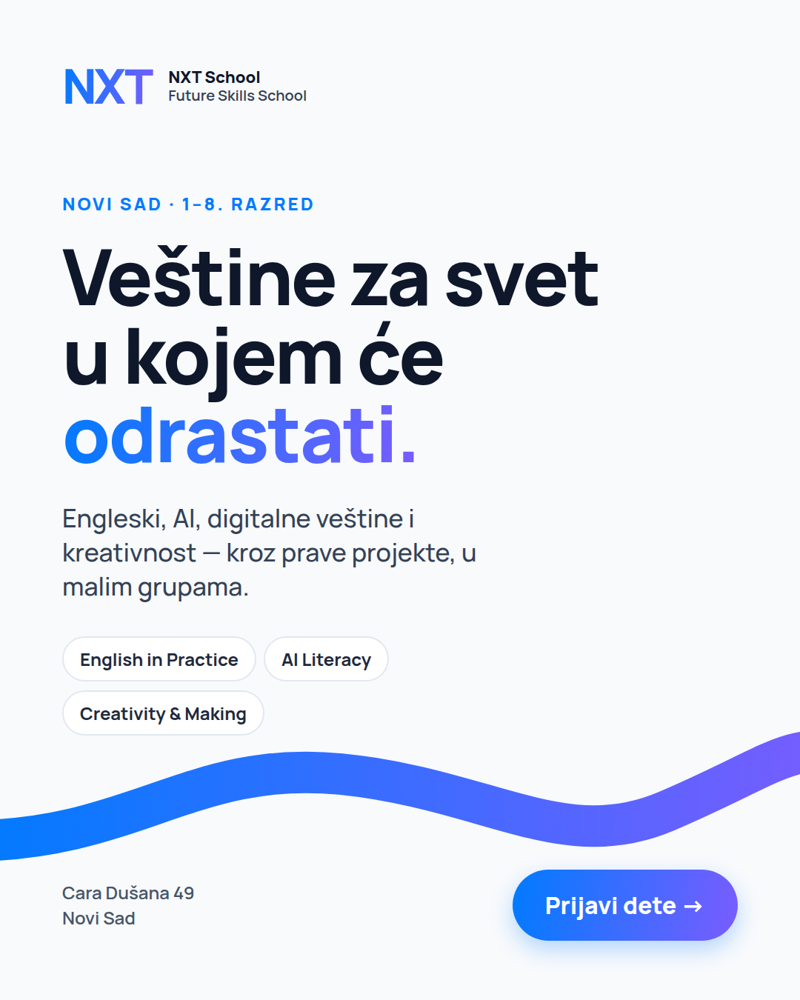 NXT
NXT School
Future Skills School
NOVI SAD · 1–8. RAZRED
Veštine za svet
u kojem će
odrastati.
Engleski, AI, digitalne veštine i
kreativnost — kroz prave projekte, u
malim grupama.
English in Practice
AI Literacy
Creativity & Making
Cara Dušana 49
Novi Sad
Prijavi dete →